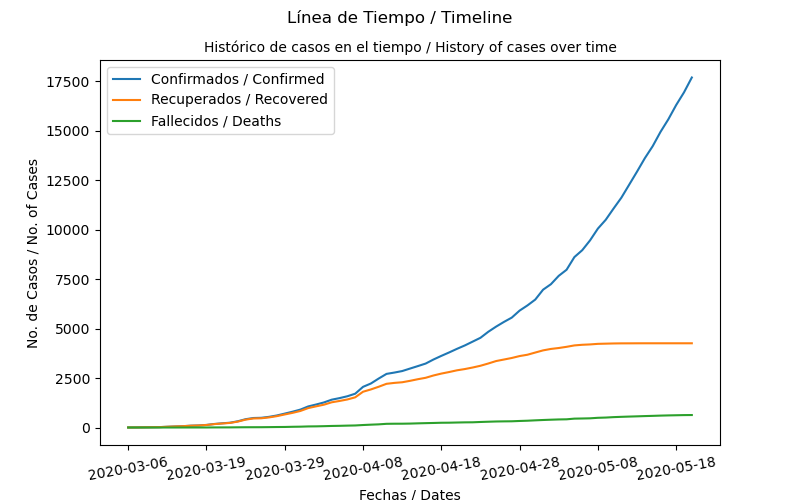 Línea de Tiempo / Timeline
Histórico de casos en el tiempo / History of cases over time
Confirmados / Confirmed
Recuperados / Recovered
Fallecidos / Deaths
No. de Casos / No. of Cases
17500
15000
12500
10000
7500
5000
2500
0
2020-03-06 2020-03-19 2020-03-29 2020-04-08 2020-04-18 2020-04-28 2020-05-08 2020-05-18
Fechas / Dates